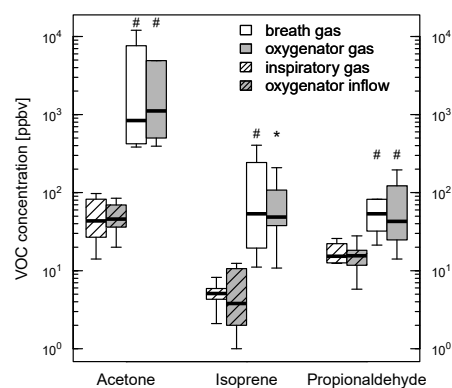 # #
breath gas
oxygenator gas
inspiratory gas
oxygenator inflow
# *
# #
VOC concentration [ppbv]
10⁴
10³
10²
10¹
10⁰
10⁴
10³
10²
10¹
10⁰
Acetone Isoprene Propionaldehyde